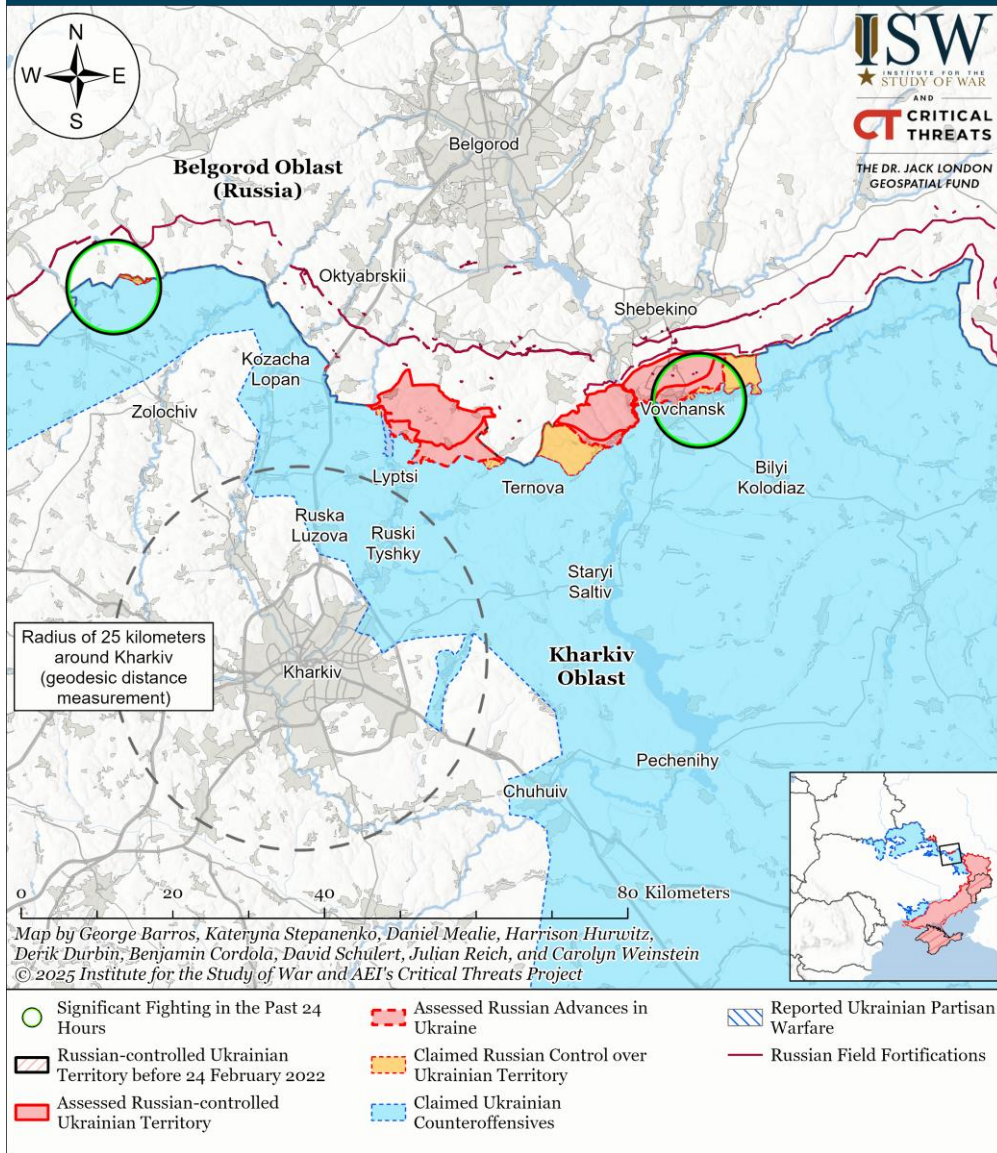 N
W E
S
ISW
INSTITUTE FOR THE
STUDY OF WAR
AND
CT CRITICAL
THREATS
THE DR. JACK LONDON
GEOSPATIAL FUND
Belgorod
Belgorod Oblast
(Russia)
Oktyabrskii
Shebekino
Kozacha
Lopan
Zolochiv
Vovchansk
Lyptsi
Ternova
Bilyi
Kolodiaz
Ruska
Luzova
Ruski
Tyshky
Staryi
Saltiv
Radius of 25 kilometers
around Kharkiv
(geodesic distance
measurement)
Kharkiv
Kharkiv
Oblast
Pechenihy
Chuhuiv
0 20 40 80 Kilometers
Map by George Barros, Kateryna Stepanenko, Daniel Mealie, Harrison Hurwitz,
Derik Durbin, Benjamin Cordola, David Schulert, Julian Reich, and Carolyn Weinstein
© 2025 Institute for the Study of War and AEI's Critical Threats Project
Significant Fighting in the Past 24
Hours
Russian-controlled Ukrainian
Territory before 24 February 2022
Assessed Russian-controlled
Ukrainian Territory
Assessed Russian Advances in
Ukraine
Claimed Russian Control over
Ukrainian Territory
Claimed Ukrainian
Counteroffensives
Reported Ukrainian Partisan
Warfare
Russian Field Fortifications